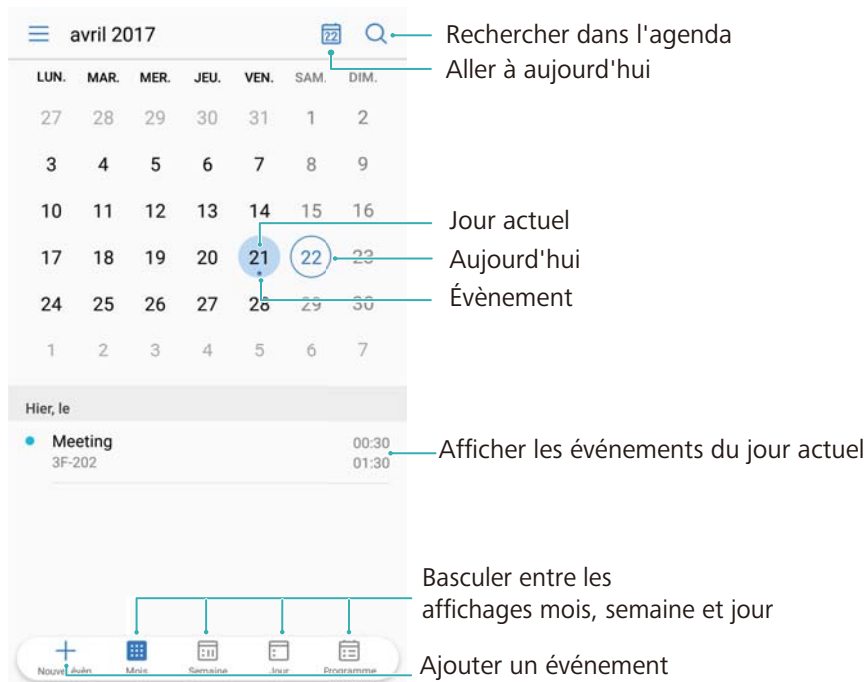 avril 2017
22
Rechercher dans l'agenda
Aller à aujourd'hui
LUN. MAR. MER. JEU. VEN. SAM. DIM.
27 28 29 30 31 1 2
3 4 5 6 7 8 9
10 11 12 13 14 15 16
Jour actuel
17 18 19 20 21 22 23
Aujourd'hui
Évènement
24 25 26 27 28 29 30
1 2 3 4 5 6 7
Hier, le
Meeting 00:30
3F-202 01:30
Afficher les événements du jour actuel
Basculer entre les
affichages mois, semaine et jour
Nouvel évén. Mois Semaine Jour Programme
Ajouter un événement